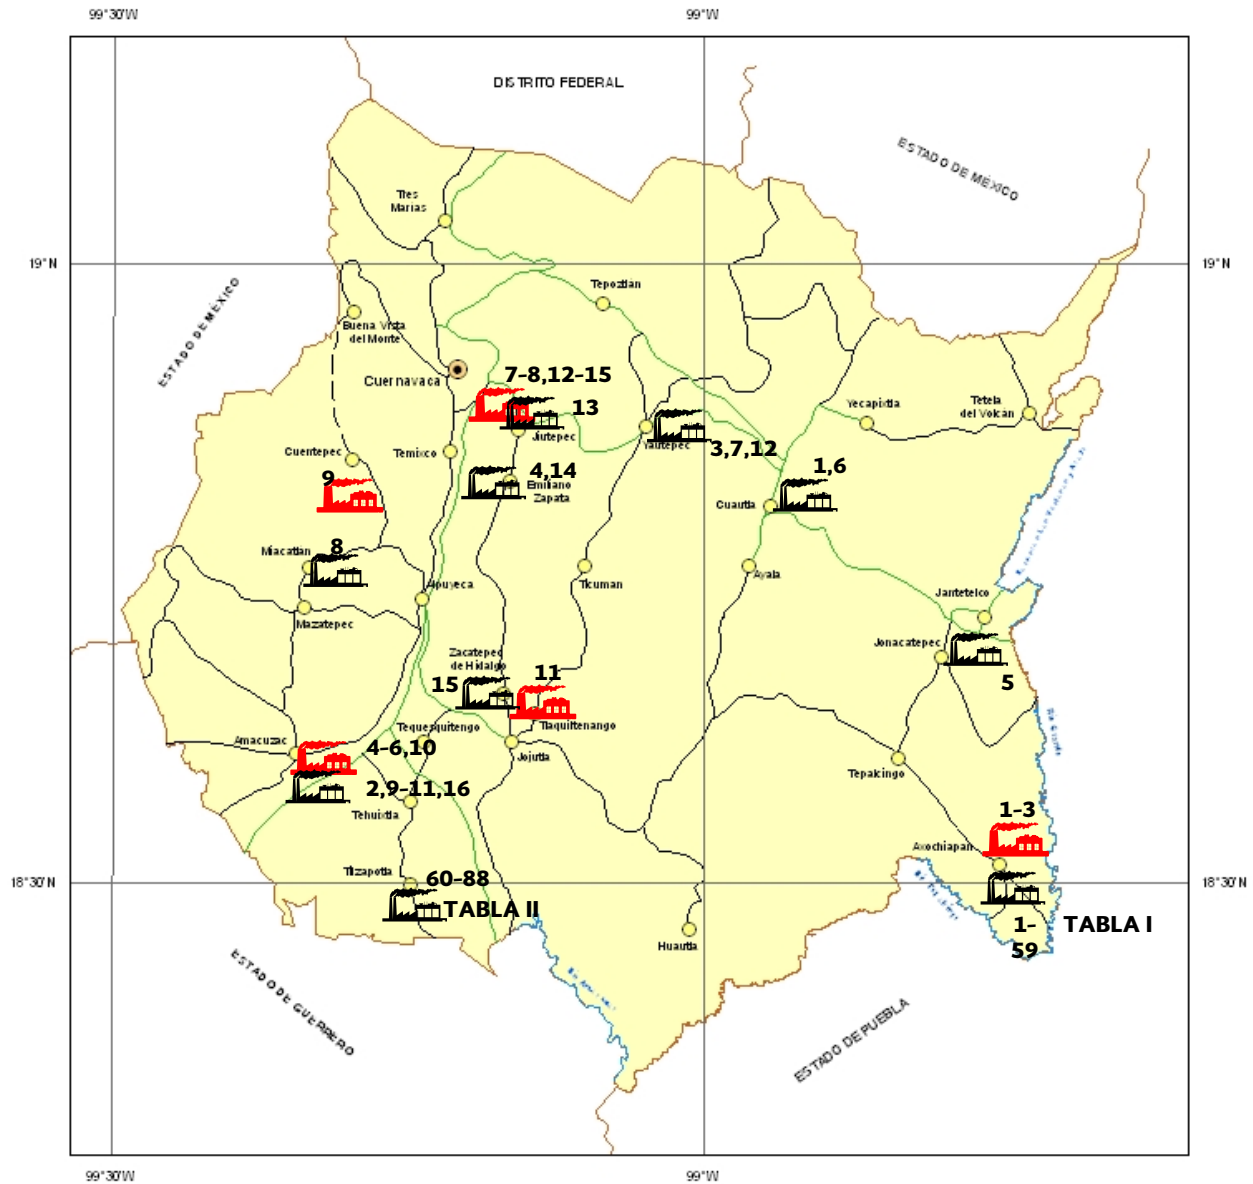 99°30'W
99°W
DISTRITO FEDERAL
ESTADO DE MÉXICO
Tres
Marías
19°N
19°N
Tepoztlán
ESTADO DE MÉXICO
Buena Vista
del Monte
Cuernavaca
7-8,12-15
13
Jiutepec
Yautepec
3,7,12
Yecapixtla
Tetela
del Volcán
Cuentepec
Temixco
9
4,14
Emiliano
Zapata
1,6
Cuautla
Miacatlán
8
Alpuyeca
Ticuman
Ayala
Mazatepec
Jantetelco
Jonacatepec
5
Zacatepec
de Hidalgo
15
11
Tlaquiltenango
Tequesquitengo
Jojutla
Amacuzac
4-6,10
2,9-11,16
Tehuixtla
Tepalcingo
1-3
Axochiapan
Tilzapotla
18°30'N
18°30'N
60-88
TABLA II
1-
59
TABLA I
Huautla
ESTADO DE GUERRERO
ESTADO DE PUEBLA
99°30'W
99°W